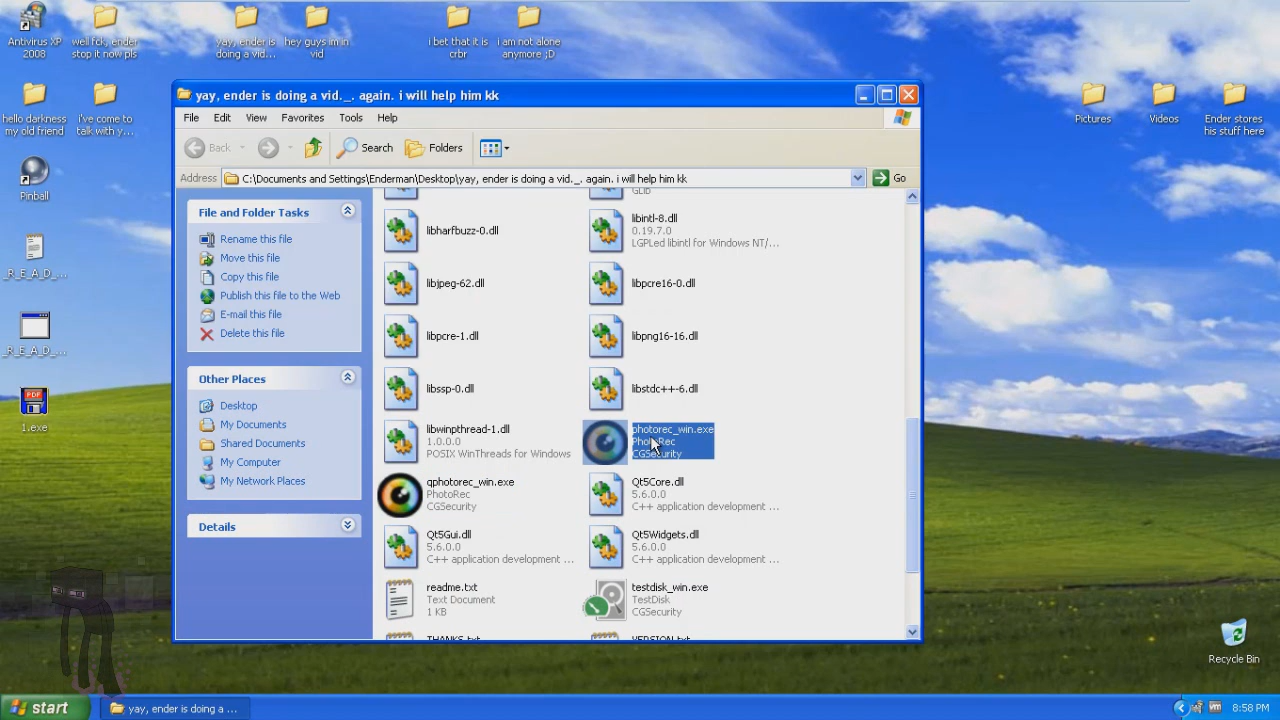 Antivirus XP
2008
well fck, ender
stop it now pls
yay, ender is
doing a vid...
hey guys im in
vid
i bet that it is
crbr
i am not alone
anymore ;D
hello darkness
my old friend
i've come to
talk with y...
Pinball
_R_E_A_D_...
_R_E_A_D_...
PDF
1.exe
Pictures
Videos
Ender stores
his stuff here
yay, ender is doing a vid._. again. i will help him kk
File Edit View Favorites Tools Help
Back Search Folders
Address C:\Documents and Settings\Enderman\Desktop\yay, ender is doing a vid._. again. i will help him kk Go
File and Folder Tasks
Rename this file
Move this file
Copy this file
Publish this file to the Web
E-mail this file
Delete this file
Other Places
Desktop
My Documents
Shared Documents
My Computer
My Network Places
Details
GLib
libharfbuzz-0.dll
libintl-8.dll
0.19.7.0
LGPLed libintl for Windows NT/...
libjpeg-62.dll
libpcre16-0.dll
libpcre-1.dll
libpng16-16.dll
libssp-0.dll
libstdc++-6.dll
libwinpthread-1.dll
1.0.0.0
POSIX WinThreads for Windows
photorec_win.exe
PhotoRec
CGSecurity
qphotorec_win.exe
PhotoRec
CGSecurity
Qt5Core.dll
5.6.0.0
C++ application development ...
Qt5Gui.dll
5.6.0.0
C++ application development ...
Qt5Widgets.dll
5.6.0.0
C++ application development ...
readme.txt
Text Document
1 KB
testdisk_win.exe
TestDisk
CGSecurity
THANKS.txt
VERSION.txt
Recycle Bin
start
yay, ender is doing a ...
8:58 PM